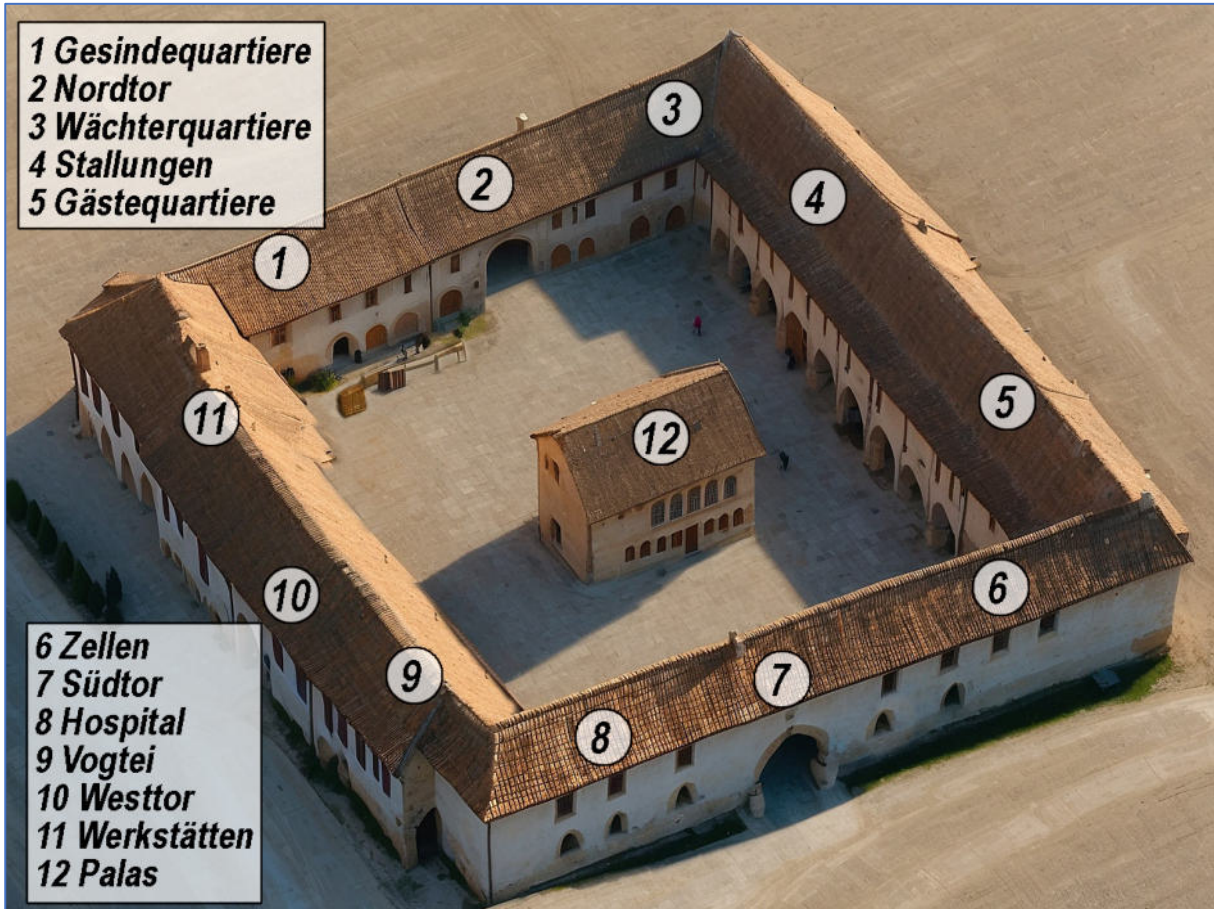 1 Gesindequartiere
2 Nordtor
3 Wächterquartiere
4 Stallungen
5 Gästequartiere
3
2
4
1
5
11
12
10
6
9
7
8
6 Zellen
7 Südtor
8 Hospital
9 Vogtei
10 Westtor
11 Werkstätten
12 Palas